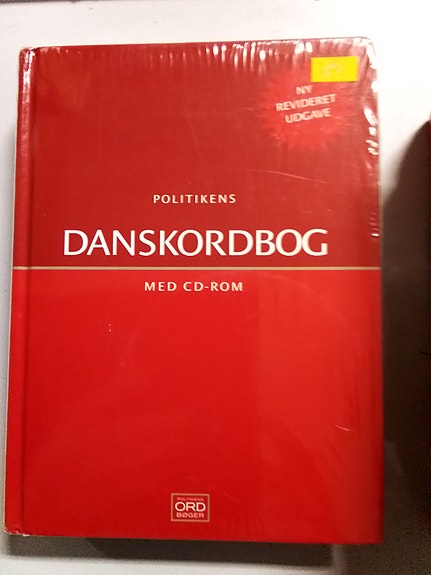 NY
REVIDERET
UDGAVE
POLITIKENS
DANSKORDBOG
MED CD-ROM
POLITIKENS
ORD
BØGER